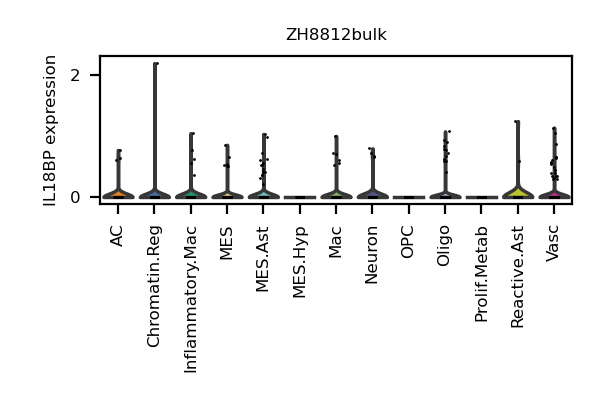 ZH8812bulk
IL18BP expression
2
0
AC
Chromatin.Reg
Inflammatory.Mac
MES
MES.Ast
MES.Hyp
Mac
Neuron
OPC
Oligo
Prolif.Metab
Reactive.Ast
Vasc